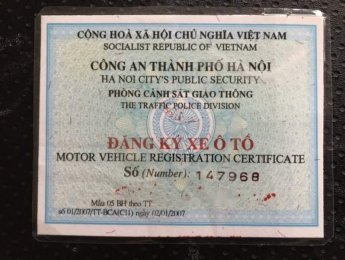 CỘNG HOÀ XÃ HỘI CHỦ NGHĨA VIỆT NAM
SOCIALIST REPUBLIC OF VIETNAM
CÔNG AN THÀNH PHỐ HÀ NỘI
HA NOI CITY'S PUBLIC SECURITY
PHÒNG CẢNH SÁT GIAO THÔNG
THE TRAFFIC POLICE DIVISION
ĐĂNG KÝ XE Ô TÔ
MOTOR VEHICLE REGISTRATION CERTIFICATE
Số (Number): 147968
Mẫu 05 BH theo TT
số 01/2007/TT-BCA(C11) ngày 02/01/2007